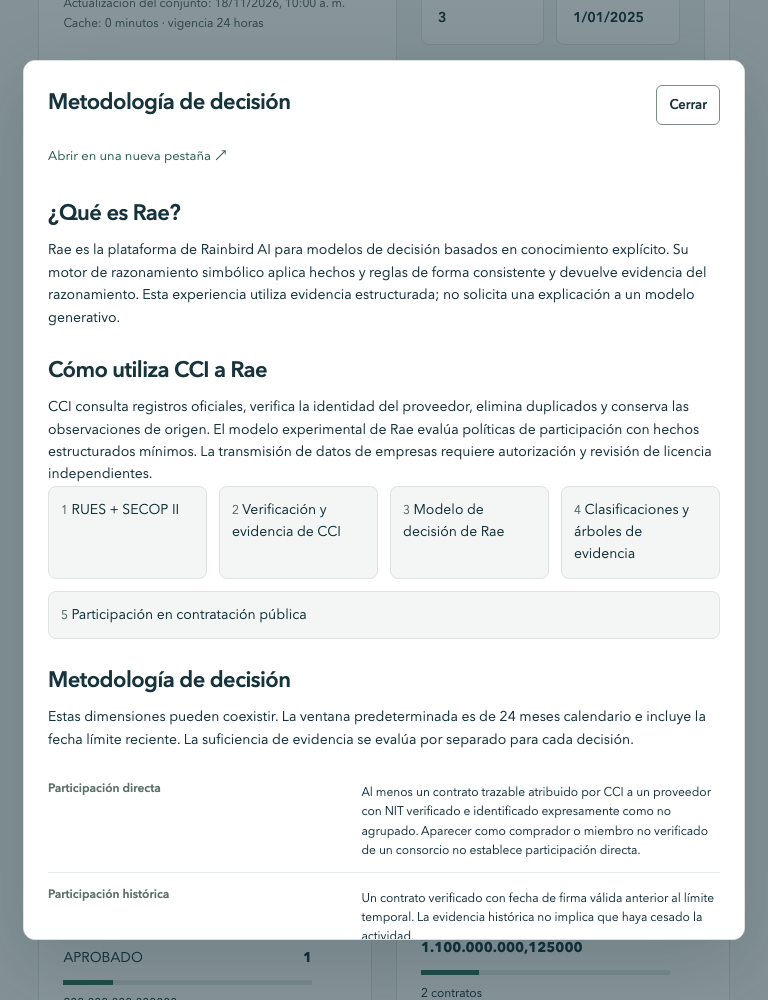 Actualización del conjunto: 18/11/2026, 10:00 a. m.
Cache: 0 minutos · vigencia 24 horas
3
1/01/2025
Metodología de decisión
Cerrar
Abrir en una nueva pestaña ↗
¿Qué es Rae?
Rae es la plataforma de Rainbird AI para modelos de decisión basados en conocimiento explícito. Su
motor de razonamiento simbólico aplica hechos y reglas de forma consistente y devuelve evidencia del
razonamiento. Esta experiencia utiliza evidencia estructurada; no solicita una explicación a un modelo
generativo.
Cómo utiliza CCI a Rae
CCI consulta registros oficiales, verifica la identidad del proveedor, elimina duplicados y conserva las
observaciones de origen. El modelo experimental de Rae evalúa políticas de participación con hechos
estructurados mínimos. La transmisión de datos de empresas requiere autorización y revisión de licencia
independientes.
1 RUES + SECOP II
2 Verificación y
evidencia de CCI
3 Modelo de
decisión de Rae
4 Clasificaciones y
árboles de
evidencia
5 Participación en contratación pública
Metodología de decisión
Estas dimensiones pueden coexistir. La ventana predeterminada es de 24 meses calendario e incluye la
fecha límite reciente. La suficiencia de evidencia se evalúa por separado para cada decisión.
Participación directa
Al menos un contrato trazable atribuido por CCI a un proveedor
con NIT verificado e identificado expresamente como no
agrupado. Aparecer como comprador o miembro no verificado
de un consorcio no establece participación directa.
Participación histórica
Un contrato verificado con fecha de firma válida anterior al límite
temporal. La evidencia histórica no implica que haya cesado la
actividad.
APROBADO
1
1.100.000.000,125000
2 contratos